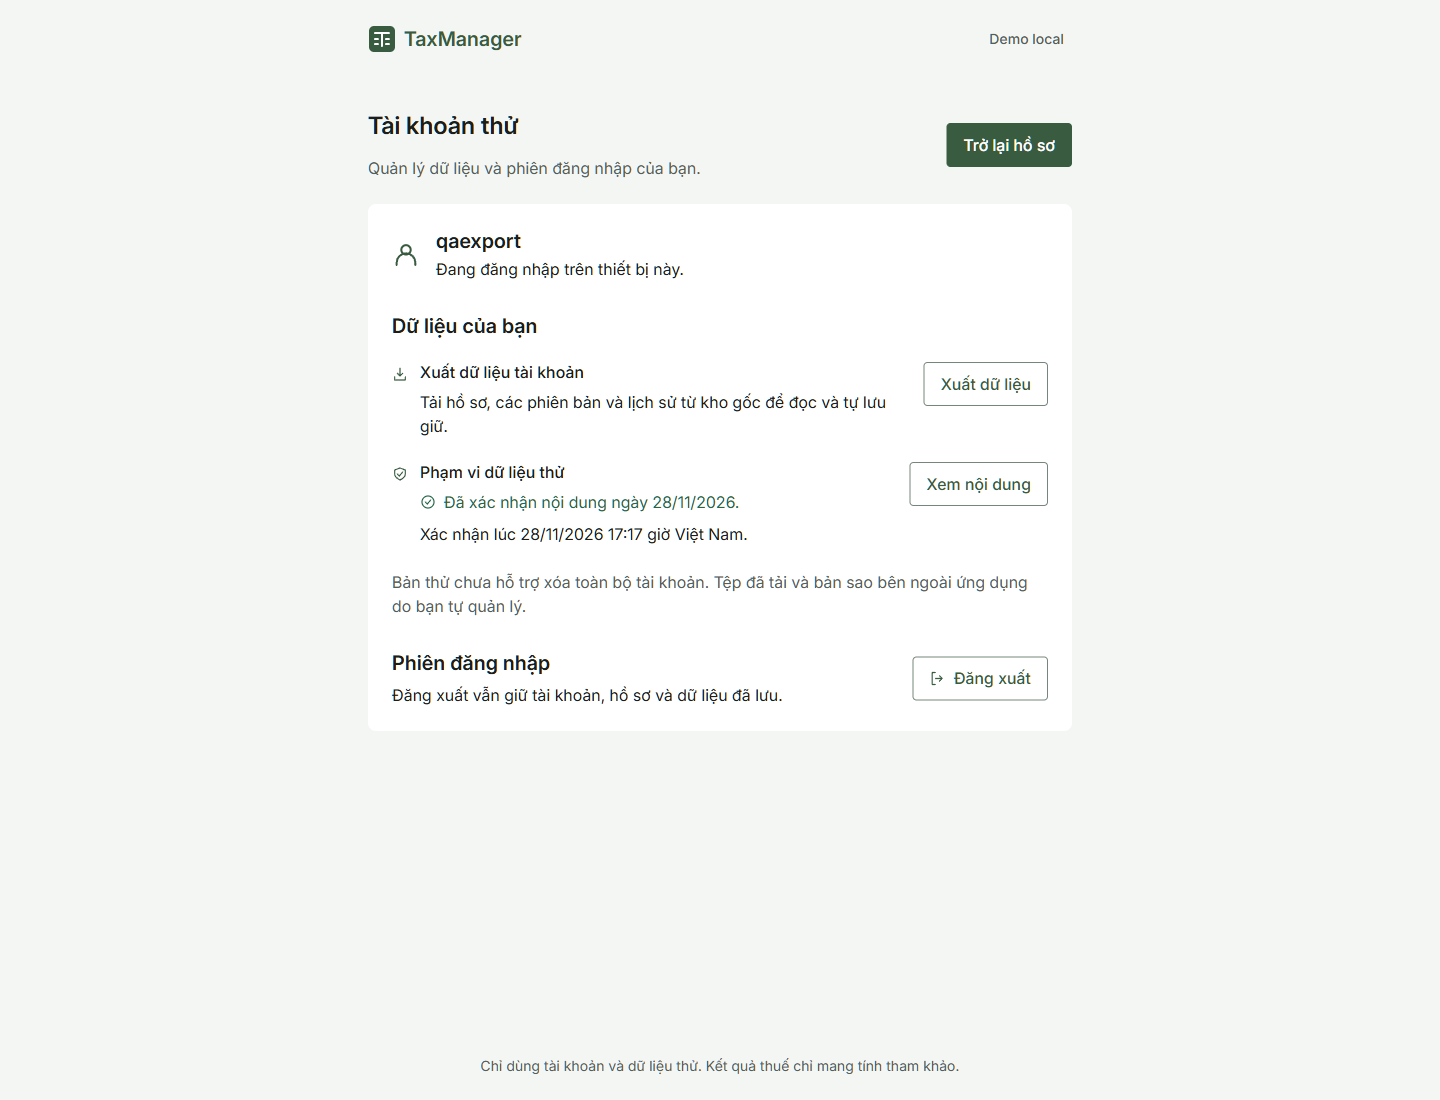 TaxManager
Demo local
Tài khoản thử
Quản lý dữ liệu và phiên đăng nhập của bạn.
Trở lại hồ sơ
qaexport
Đang đăng nhập trên thiết bị này.
Dữ liệu của bạn
Xuất dữ liệu tài khoản
Tải hồ sơ, các phiên bản và lịch sử từ kho gốc để đọc và tự lưu
giữ.
Xuất dữ liệu
Phạm vi dữ liệu thử
Đã xác nhận nội dung ngày 28/11/2026.
Xác nhận lúc 28/11/2026 17:17 giờ Việt Nam.
Xem nội dung
Bản thử chưa hỗ trợ xóa toàn bộ tài khoản. Tệp đã tải và bản sao bên ngoài ứng dụng
do bạn tự quản lý.
Phiên đăng nhập
Đăng xuất vẫn giữ tài khoản, hồ sơ và dữ liệu đã lưu.
Đăng xuất
Chỉ dùng tài khoản và dữ liệu thử. Kết quả thuế chỉ mang tính tham khảo.